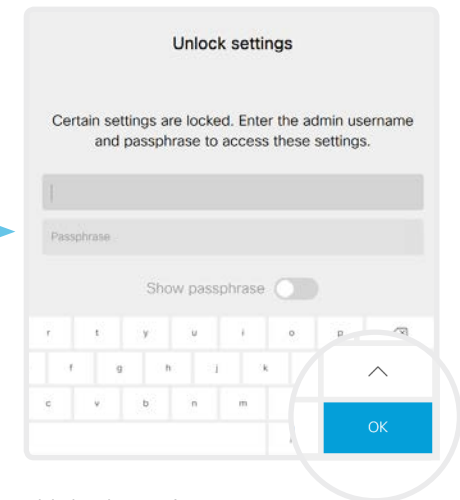 Unlock settings
Certain settings are locked. Enter the admin username
and passphrase to access these settings.
Passphrase
Show passphrase
r t y u i o p
f g h j k
c v b n m
OK